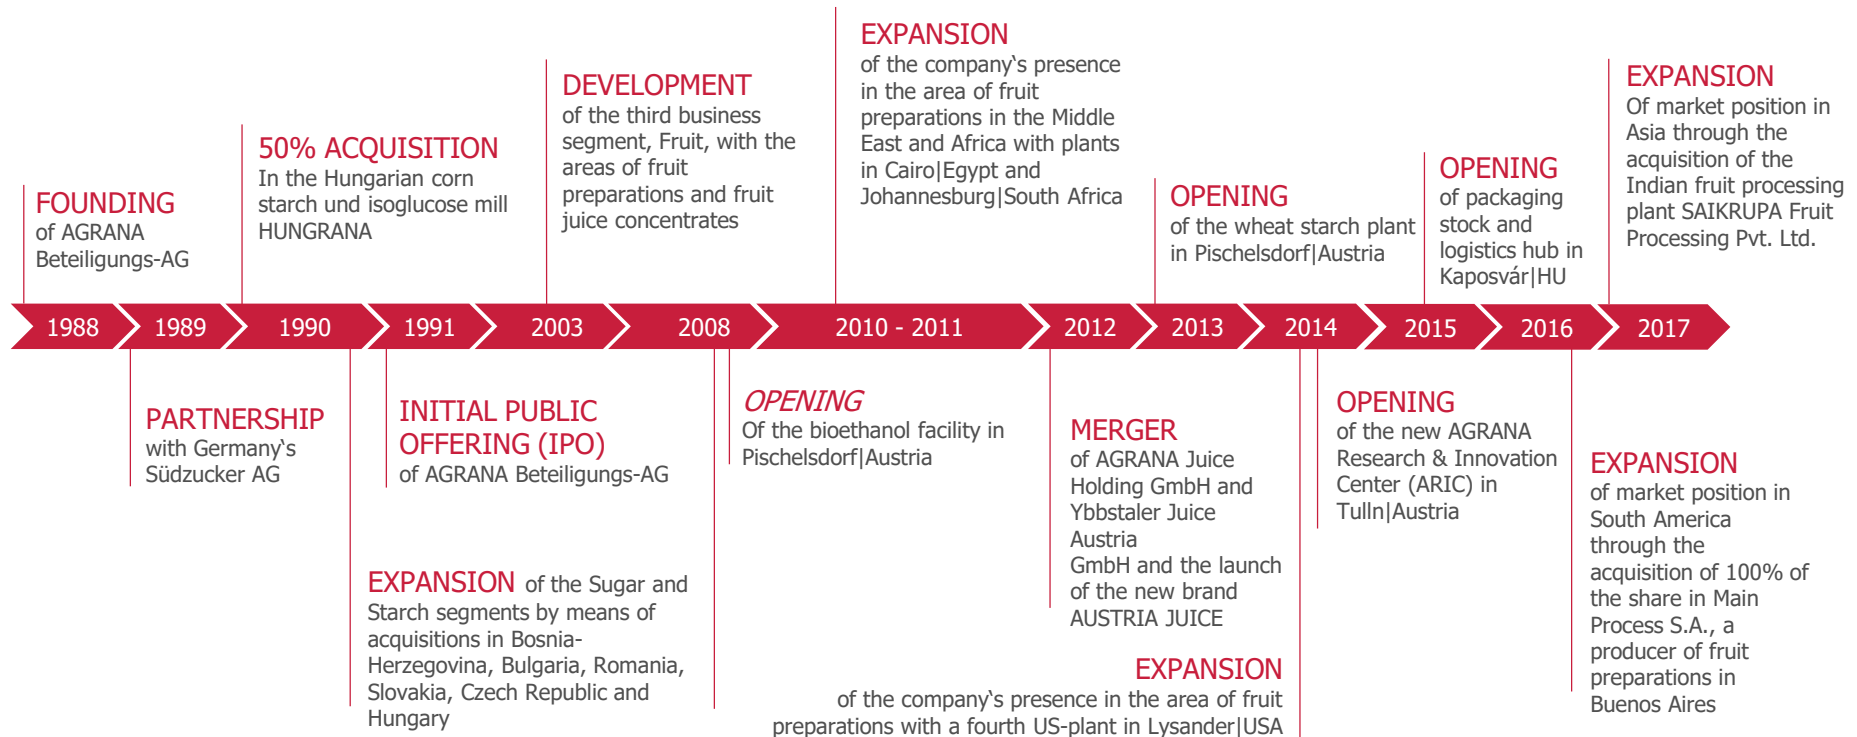 FOUNDING
of AGRANA
Beteiligungs-AG
50% ACQUISITION
In the Hungarian corn
starch und isoglucose mill
HUNGRANA
DEVELOPMENT
of the third business
segment, Fruit, with the
areas of fruit
preparations and fruit
juice concentrates
EXPANSION
of the company‘s presence
in the area of fruit
preparations in the Middle
East and Africa with plants
in Cairo|Egypt and
Johannesburg|South Africa
OPENING
of the wheat starch plant
in Pischelsdorf|Austria
OPENING
of packaging
stock and
logistics hub in
Kaposvár|HU
EXPANSION
Of market position in
Asia through the
acquisition of the
Indian fruit processing
plant SAIKRUPA Fruit
Processing Pvt. Ltd.
1988 1989 1990 1991 2003 2008 2010 - 2011 2012 2013 2014 2015 2016 2017
PARTNERSHIP
with Germany‘s
Südzucker AG
EXPANSION of the Sugar and
Starch segments by means of
acquisitions in Bosnia-
Herzegovina, Bulgaria, Romania,
Slovakia, Czech Republic and
Hungary
INITIAL PUBLIC
OFFERING (IPO)
of AGRANA Beteiligungs-AG
OPENING
Of the bioethanol facility in
Pischelsdorf|Austria
MERGER
of AGRANA Juice
Holding GmbH and
Ybbstaler Juice
Austria
GmbH and the launch
of the new brand
AUSTRIA JUICE
EXPANSION
of the company‘s presence in the area of fruit
preparations with a fourth US-plant in Lysander|USA
OPENING
of the new AGRANA
Research & Innovation
Center (ARIC) in
Tulln|Austria
EXPANSION
of market position in
South America
through the
acquisition of 100% of
the share in Main
Process S.A., a
producer of fruit
preparations in
Buenos Aires